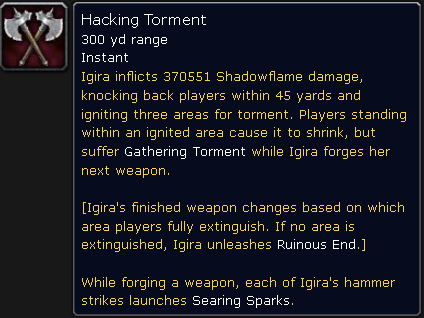 Hacking Torment
300 yd range
Instant
Igira inflicts 370551 Shadowflame damage,
knocking back players within 45 yards and
igniting three areas for torment. Players standing
within an ignited area cause it to shrink, but
suffer Gathering Torment while Igira forges her
next weapon.
[Igira's finished weapon changes based on which
area players fully extinguish. If no area is
extinguished, Igira unleashes Ruinous End.]
While forging a weapon, each of Igira's hammer
strikes launches Searing Sparks.